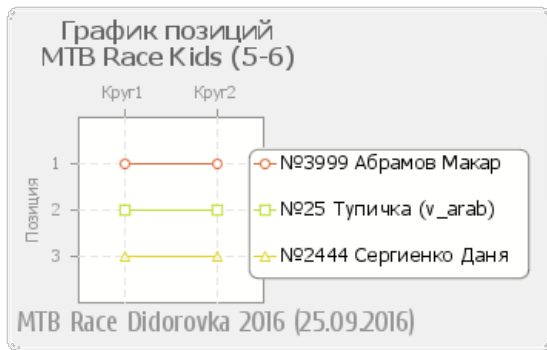 График позиций
MTB Race Kids (5-6)
Круг1 Круг2
Позиция
1
2
3
№3999 Абрамов Макар
№25 Тупичка (v_arab)
№2444 Сергиенко Даня
MTB Race Didorovka 2016 (25.09.2016)